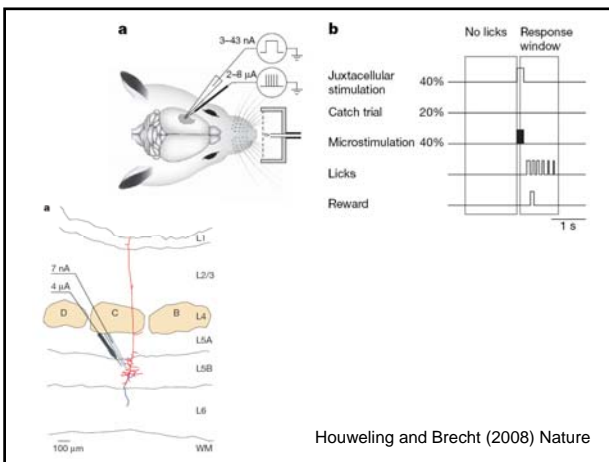 a
3–43 nA
2–8 µA
b
No licks
Response
window
Juxtacellular
stimulation
40%
Catch trial
20%
Microstimulation
40%
Licks
Reward
1 s
a
L1
7 nA
4 µA
L2/3
D
C
B
L4
L5A
L5B
L6
100 µm
WM
Houweling and Brecht (2008) Nature